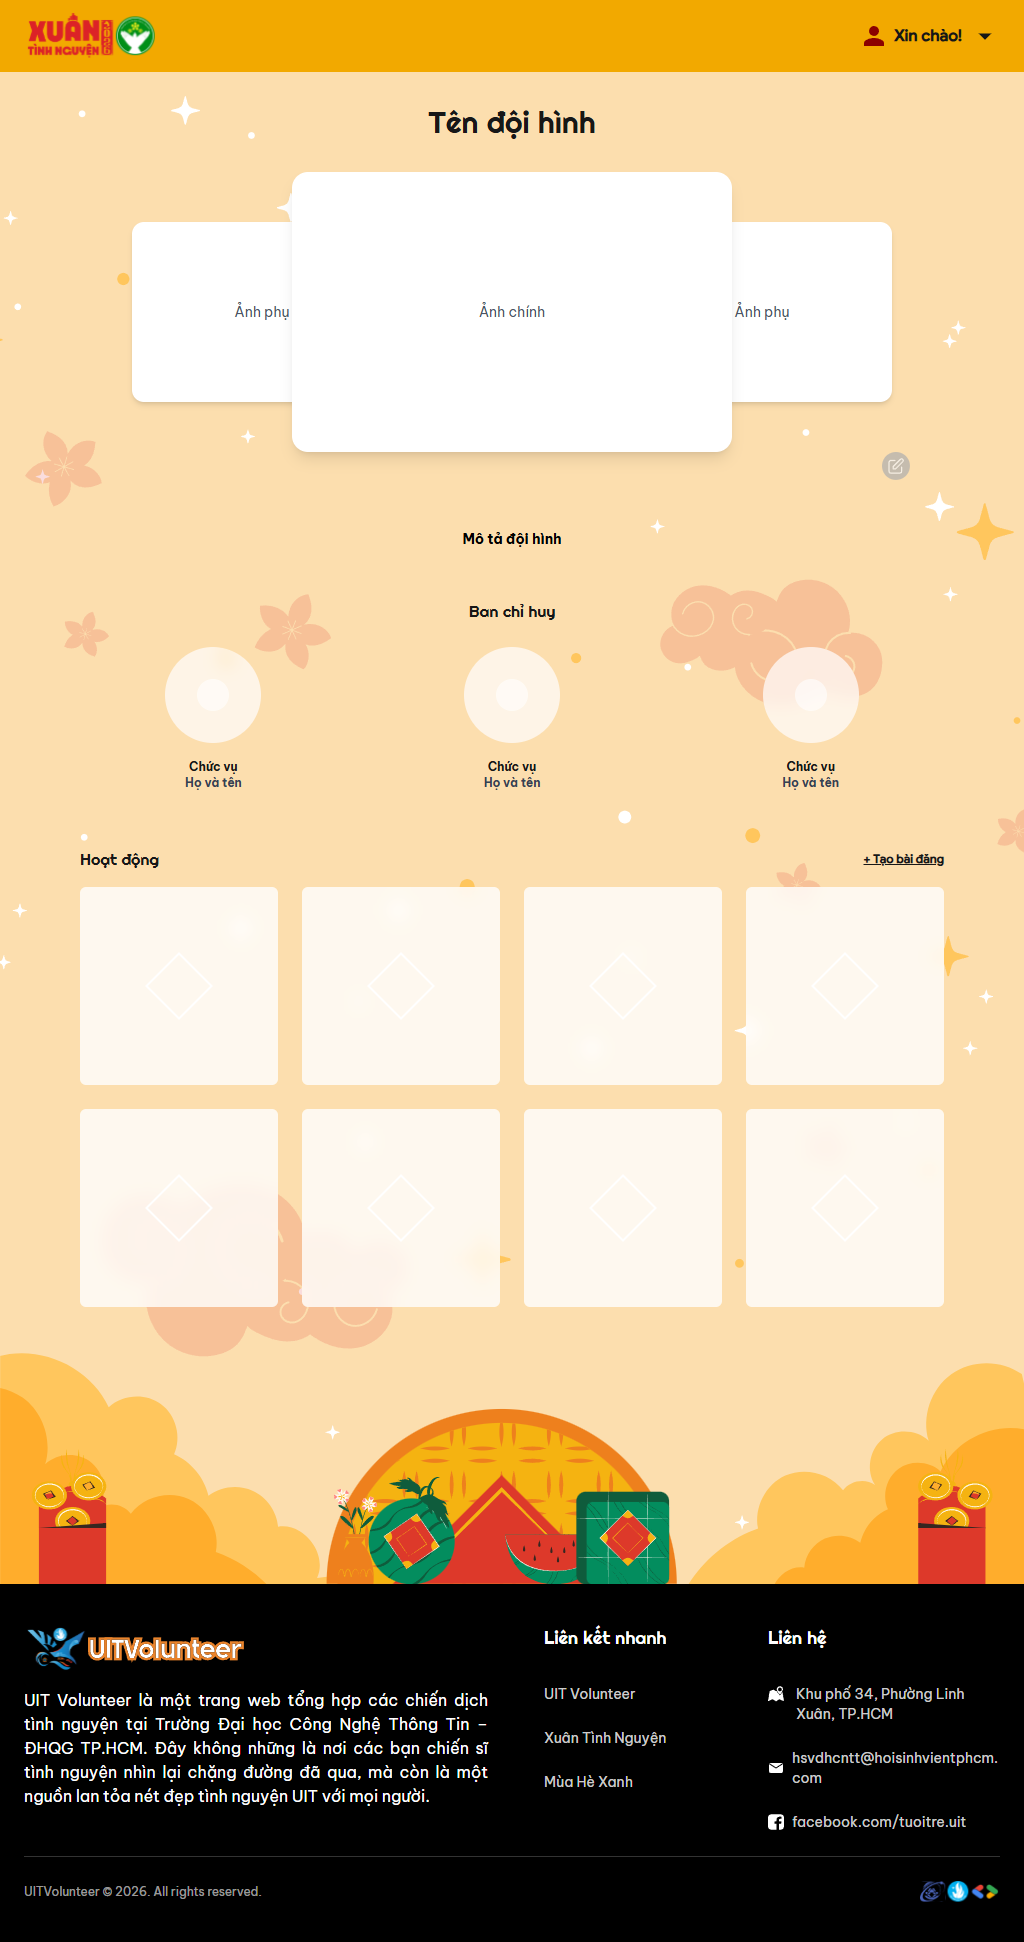 XUÂN
TÌNH NGUYỆN
Xin chào!
Tên đội hình
Ảnh phụ
Ảnh chính
Ảnh phụ
Mô tả đội hình
Ban chỉ huy
Chức vụ
Họ và tên
Chức vụ
Họ và tên
Chức vụ
Họ và tên
Hoạt động
+ Tạo bài đăng
UITVolunteer
UIT Volunteer là một trang web tổng hợp các chiến dịch
tình nguyện tại Trường Đại học Công Nghệ Thông Tin –
ĐHQG TP.HCM. Đây không những là nơi các bạn chiến sĩ
tình nguyện nhìn lại chặng đường đã qua, mà còn là một
nguồn lan tỏa nét đẹp tình nguyện UIT với mọi người.
Liên kết nhanh
UIT Volunteer
Xuân Tình Nguyện
Mùa Hè Xanh
Liên hệ
Khu phố 34, Phường Linh
Xuân, TP.HCM
hsvdhcntt@hoisinhvientphcm.
com
facebook.com/tuoitre.uit
UITVolunteer © 2026. All rights reserved.